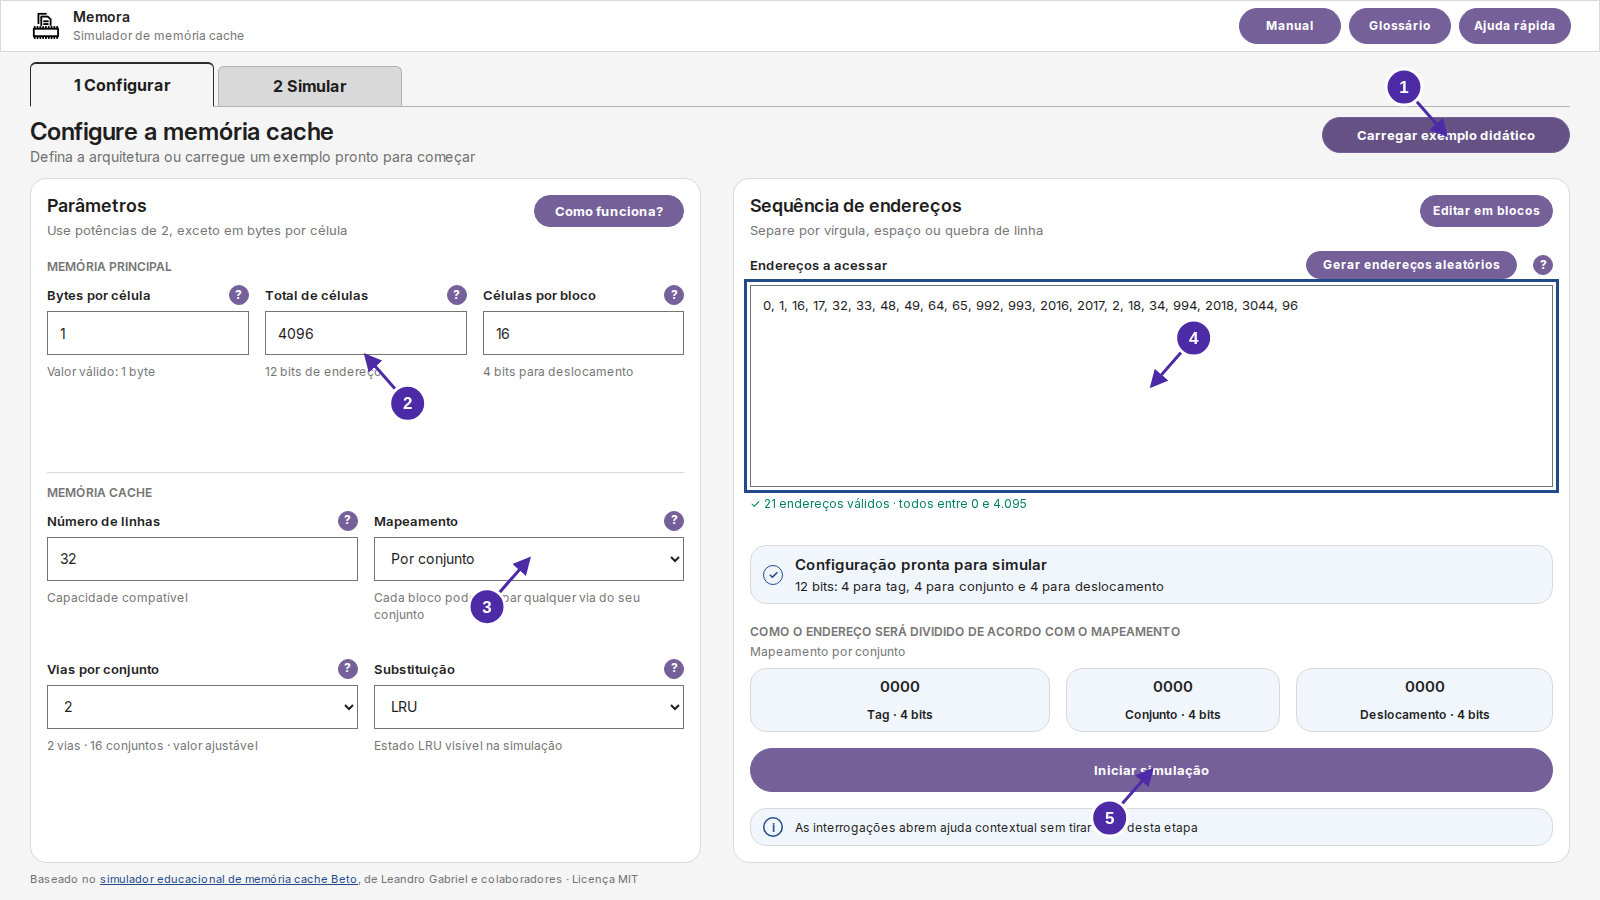 Memora
Simulador de memória cache
Manual
Glossário
Ajuda rápida
1 Configurar
2 Simular
1
Configure a memória cache
Defina a arquitetura ou carregue um exemplo pronto para começar
Carregar exemplo didático
Parâmetros
Use potências de 2, exceto em bytes por célula
Como funciona?
MEMÓRIA PRINCIPAL
Bytes por célula ?
Total de células ?
Células por bloco ?
1
4096
16
Valor válido: 1 byte
12 bits de endereço
4 bits para deslocamento
2
MEMÓRIA CACHE
Número de linhas ?
Mapeamento ?
32
Por conjunto
Capacidade compatível
Cada bloco pod par qualquer via do seu
conjunto
3
Vias por conjunto ?
Substituição ?
2
LRU
2 vias · 16 conjuntos · valor ajustável
Estado LRU visível na simulação
Sequência de endereços
Separe por vírgula, espaço ou quebra de linha
Editar em blocos
Endereços a acessar
Gerar endereços aleatórios
?
0, 1, 16, 17, 32, 33, 48, 49, 64, 65, 992, 993, 2016, 2017, 2, 18, 34, 994, 2018, 3044, 96
4
✓ 21 endereços válidos · todos entre 0 e 4.095
Configuração pronta para simular
12 bits: 4 para tag, 4 para conjunto e 4 para deslocamento
COMO O ENDEREÇO SERÁ DIVIDIDO DE ACORDO COM O MAPEAMENTO
Mapeamento por conjunto
0000
Tag · 4 bits
0000
Conjunto · 4 bits
0000
Deslocamento · 4 bits
Iniciar simulação
5
i
As interrogações abrem ajuda contextual sem tirar desta etapa
Baseado no simulador educacional de memória cache Beto, de Leandro Gabriel e colaboradores · Licença MIT